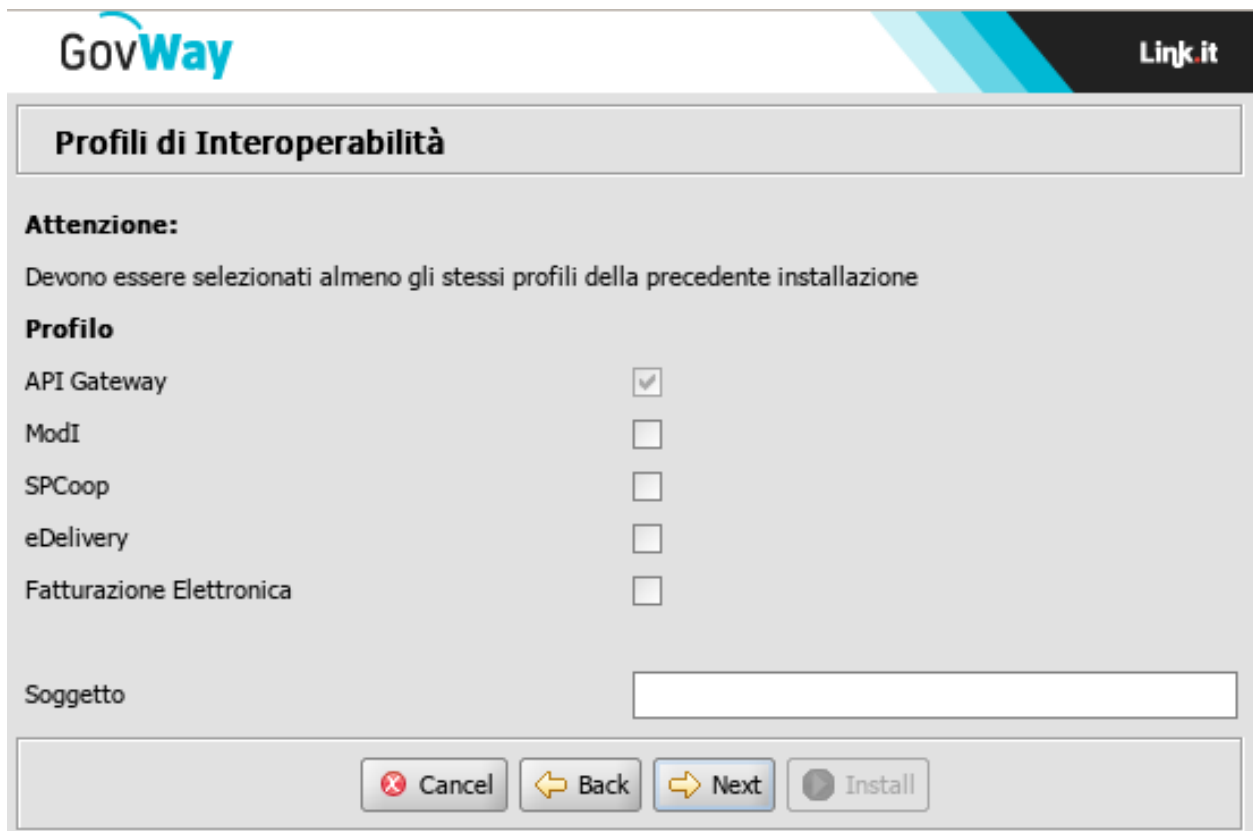 GovWay
Link.it
Profili di Interoperabilità
Attenzione:
Devono essere selezionati almeno gli stessi profili della precedente installazione
Profilo
API Gateway
ModI
SPCoop
eDelivery
Fatturazione Elettronica
Soggetto
Cancel Back Next Install